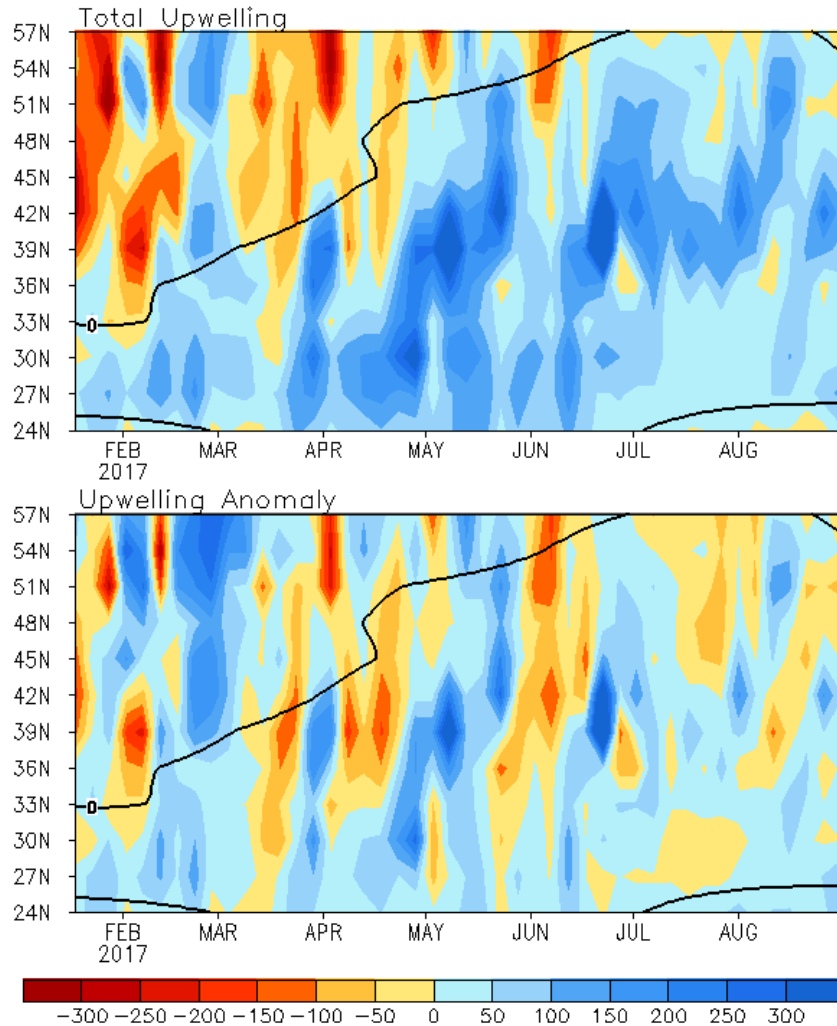 Total Upwelling
57N
54N
51N
48N
45N
42N
39N
36N
33N
30N
27N
24N
0
FEB MAR APR MAY JUN JUL AUG
2017
Upwelling Anomaly
57N
54N
51N
48N
45N
42N
39N
36N
33N
30N
27N
24N
0
FEB MAR APR MAY JUN JUL AUG
2017
-300 -250 -200 -150 -100 -50 0 50 100 150 200 250 300